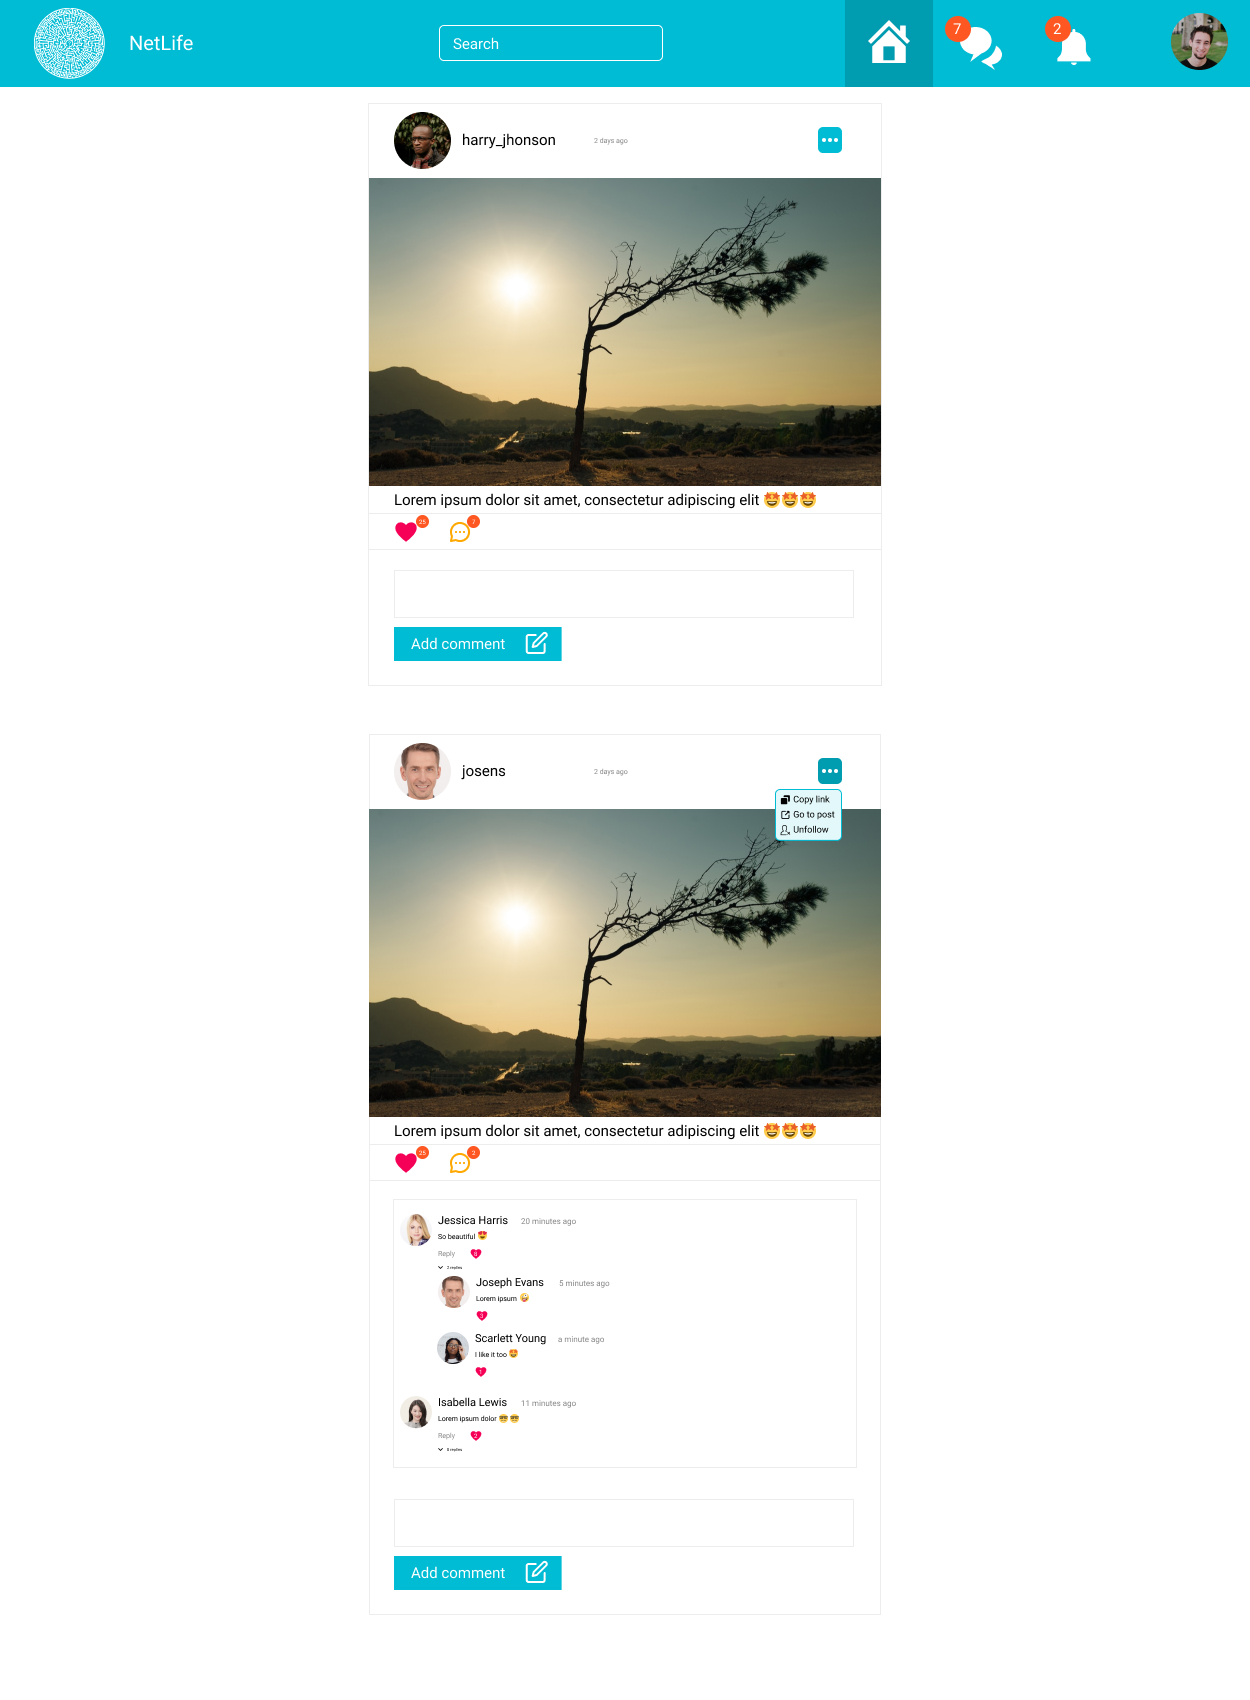 NetLife
Search
7
2
harry_jhonson
2 days ago
Lorem ipsum dolor sit amet, consectetur adipiscing elit 🤩🤩🤩
25
7
Add comment
josens
2 days ago
Copy link
Go to post
Unfollow
Lorem ipsum dolor sit amet, consectetur adipiscing elit 🤩🤩🤩
25
2
Jessica Harris
20 minutes ago
So beautiful 😍
Reply
2 replies
Joseph Evans
5 minutes ago
Lorem ipsum 🤪
3
Scarlett Young
a minute ago
I like it too 🤩
1
Isabella Lewis
11 minutes ago
Lorem ipsum dolor 🤓🤓
Reply
2
0 replies
Add comment